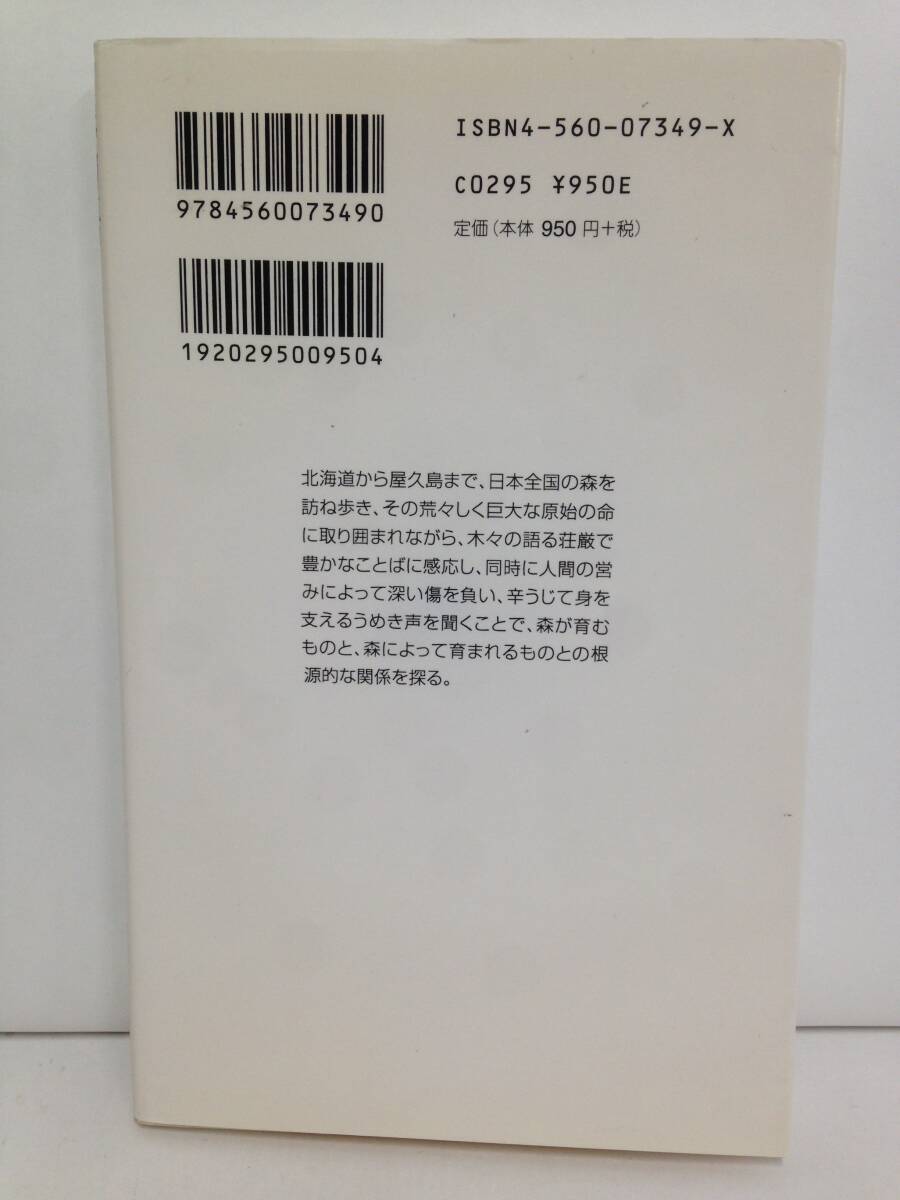 9784560073490
ISBN4-560-07349-X
C0295 ¥950E
定価(本体 950 円+税)
1920295009504
北海道から屋久島まで、日本全国の森を
訪ね歩き、その荒々しく巨大な原始の命
に取り囲まれながら、木々の語る荘厳で
豊かなことばに感応し、同時に人間の営
みによって深い傷を負い、辛うじて身を
支えるうめき声を聞くことで、森が育む
ものと、森によって育まれるものとの根
源的な関係を探る。